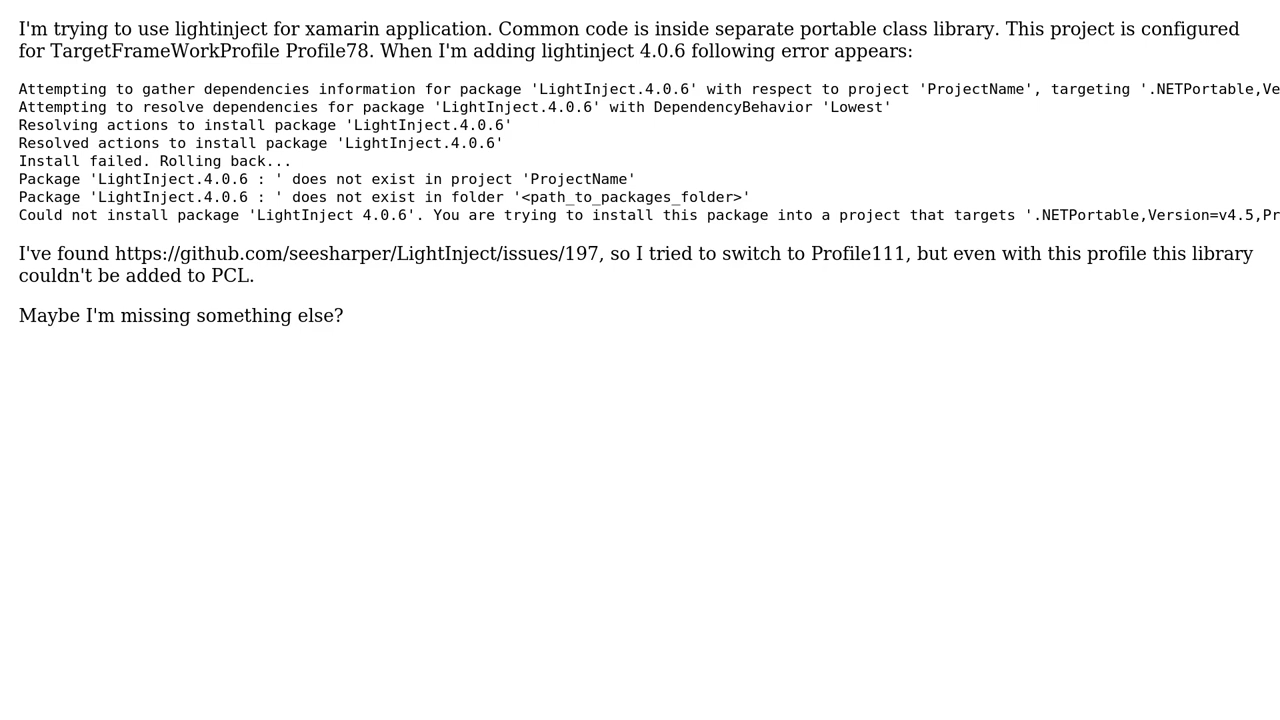 I'm trying to use lightinject for xamarin application. Common code is inside separate portable class library. This project is configured
for TargetFrameWorkProfile Profile78. When I'm adding lightinject 4.0.6 following error appears:
Attempting to gather dependencies information for package 'LightInject.4.0.6' with respect to project 'ProjectName', targeting '.NETPortable,Ve
Attempting to resolve dependencies for package 'LightInject.4.0.6' with DependencyBehavior 'Lowest'
Resolving actions to install package 'LightInject.4.0.6'
Resolved actions to install package 'LightInject.4.0.6'
Install failed. Rolling back...
Package 'LightInject.4.0.6 : ' does not exist in project 'ProjectName'
Package 'LightInject.4.0.6 : ' does not exist in folder '<path_to_packages_folder>'
Could not install package 'LightInject 4.0.6'. You are trying to install this package into a project that targets '.NETPortable,Version=v4.5,Pr
I've found https://github.com/seesharper/LightInject/issues/197, so I tried to switch to Profile111, but even with this profile this library
couldn't be added to PCL.
Maybe I'm missing something else?